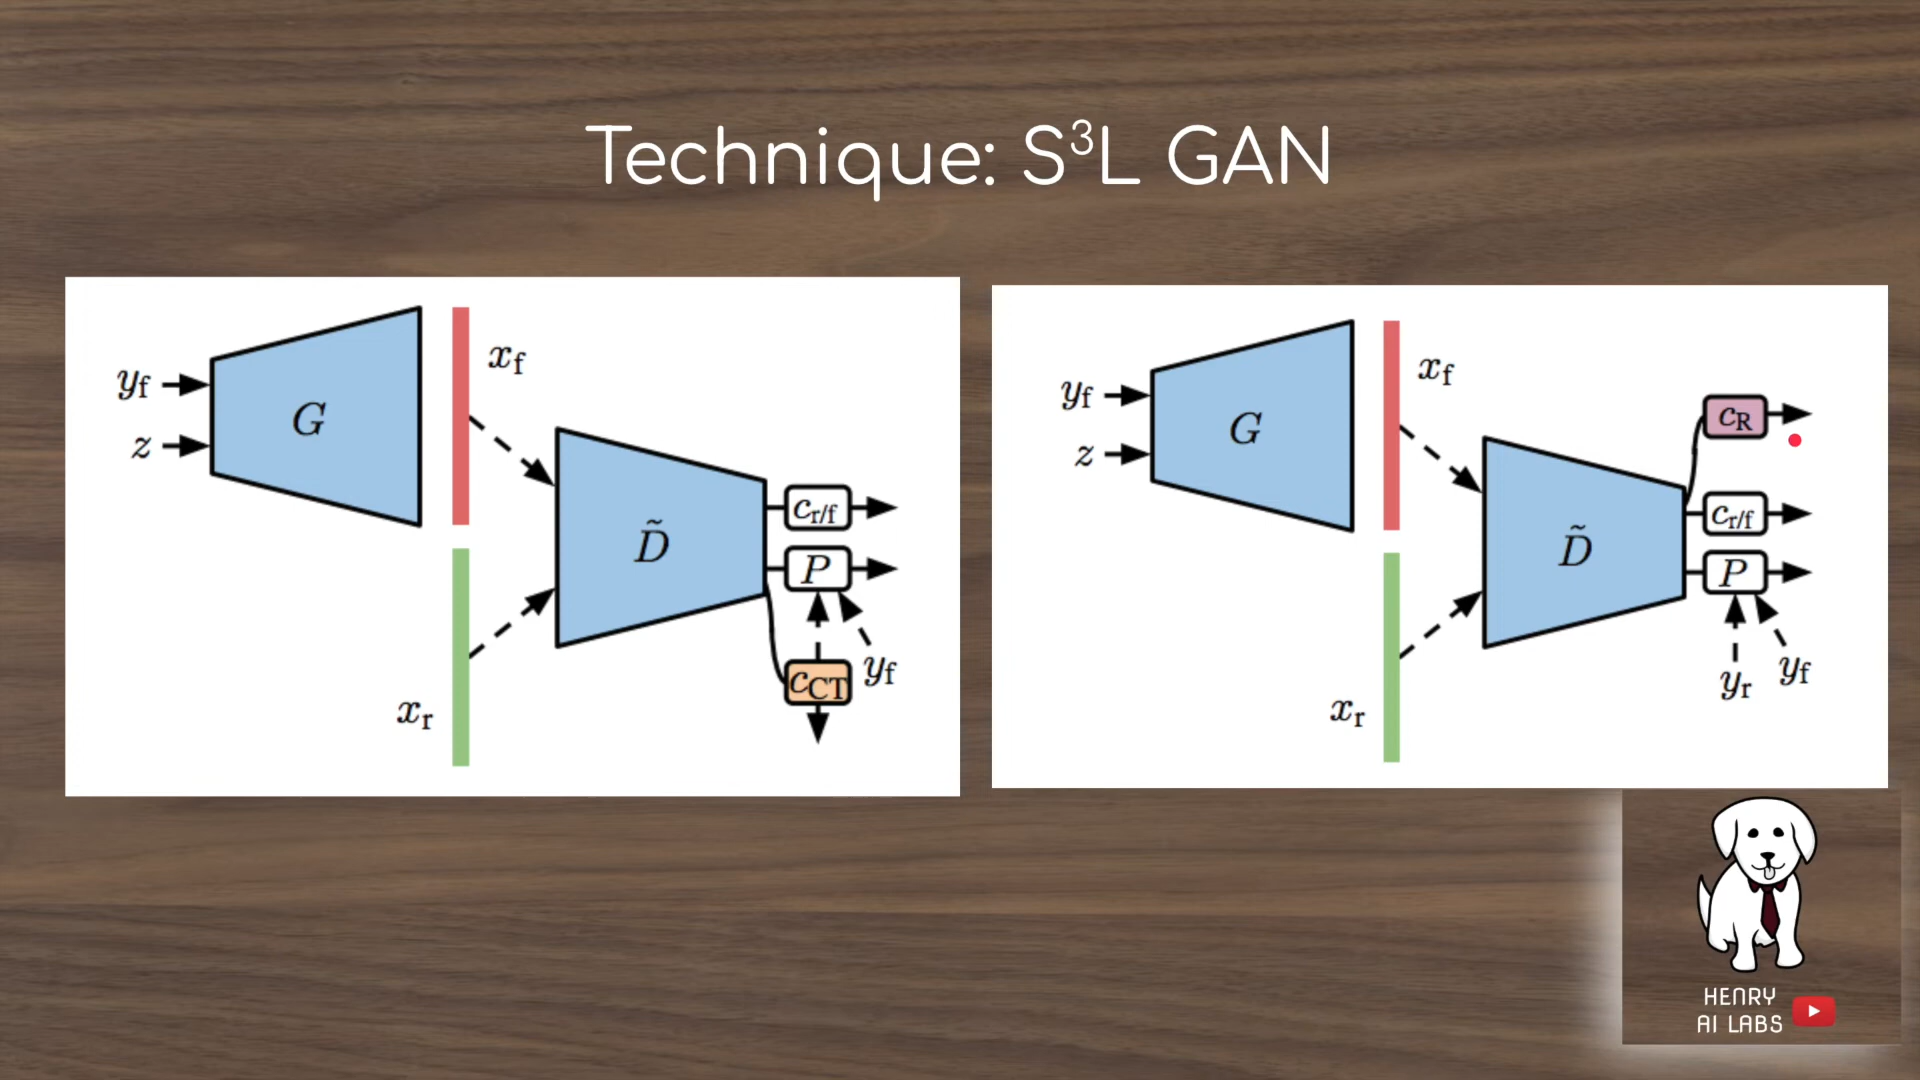 Technique: S³L GAN
y_f
z
G
x_f
x_r
D̃
c_r/f
P
c_CT
y_f
y_f
z
G
x_f
x_r
D̃
c_R
c_r/f
P
y_r
y_f
HENRY
AI LABS